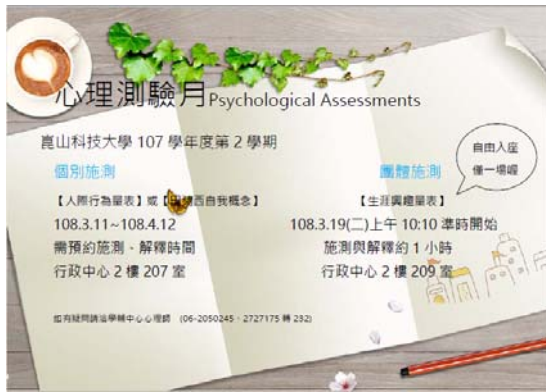 心理測驗月Psychological Assessments
崑山科技大學 107 學年度第 2 學期
自由入座
僅一場喔
個別施測
【人際行為量表】或【 西自我概念】
108.3.11~108.4.12
需預約施測、解釋時間
行政中心 2 樓 207 室
團體施測
【生涯興趣量表】
108.3.19(二)上午 10:10 準時開始
施測與解釋約 1 小時
行政中心 2 樓 209 室
如有疑問請洽學輔中心心理師 (06-2050245、2727175 轉 232)